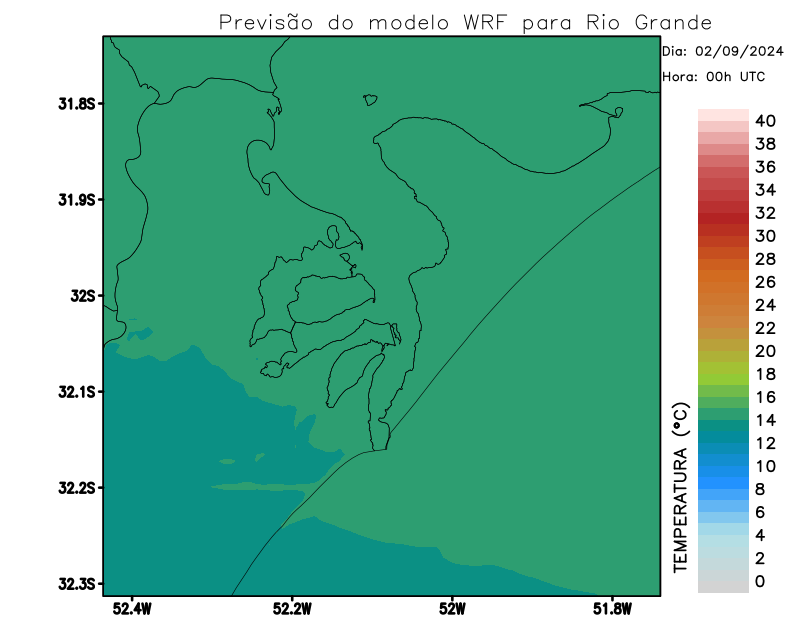 Previsão do modelo WRF para Rio Grande
Dia: 02/09/2024
Hora: 00h UTC
31.8S
31.9S
32S
32.1S
32.2S
32.3S
52.4W
52.2W
52W
51.8W
TEMPERATURA (°C)
40
38
36
34
32
30
28
26
24
22
20
18
16
14
12
10
8
6
4
2
0